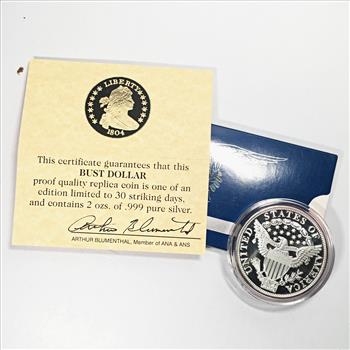 LIBERTY
1804
This certificate guarantees that this
BUST DOLLAR
proof quality replica coin is one of an
edition limited to 30 striking days,
and contains 2 ozs. of .999 pure silver.
Arthur Blumenthal
ARTHUR BLUMENTHAL, Member of ANA & ANS
UNITED STATES OF AMERICA